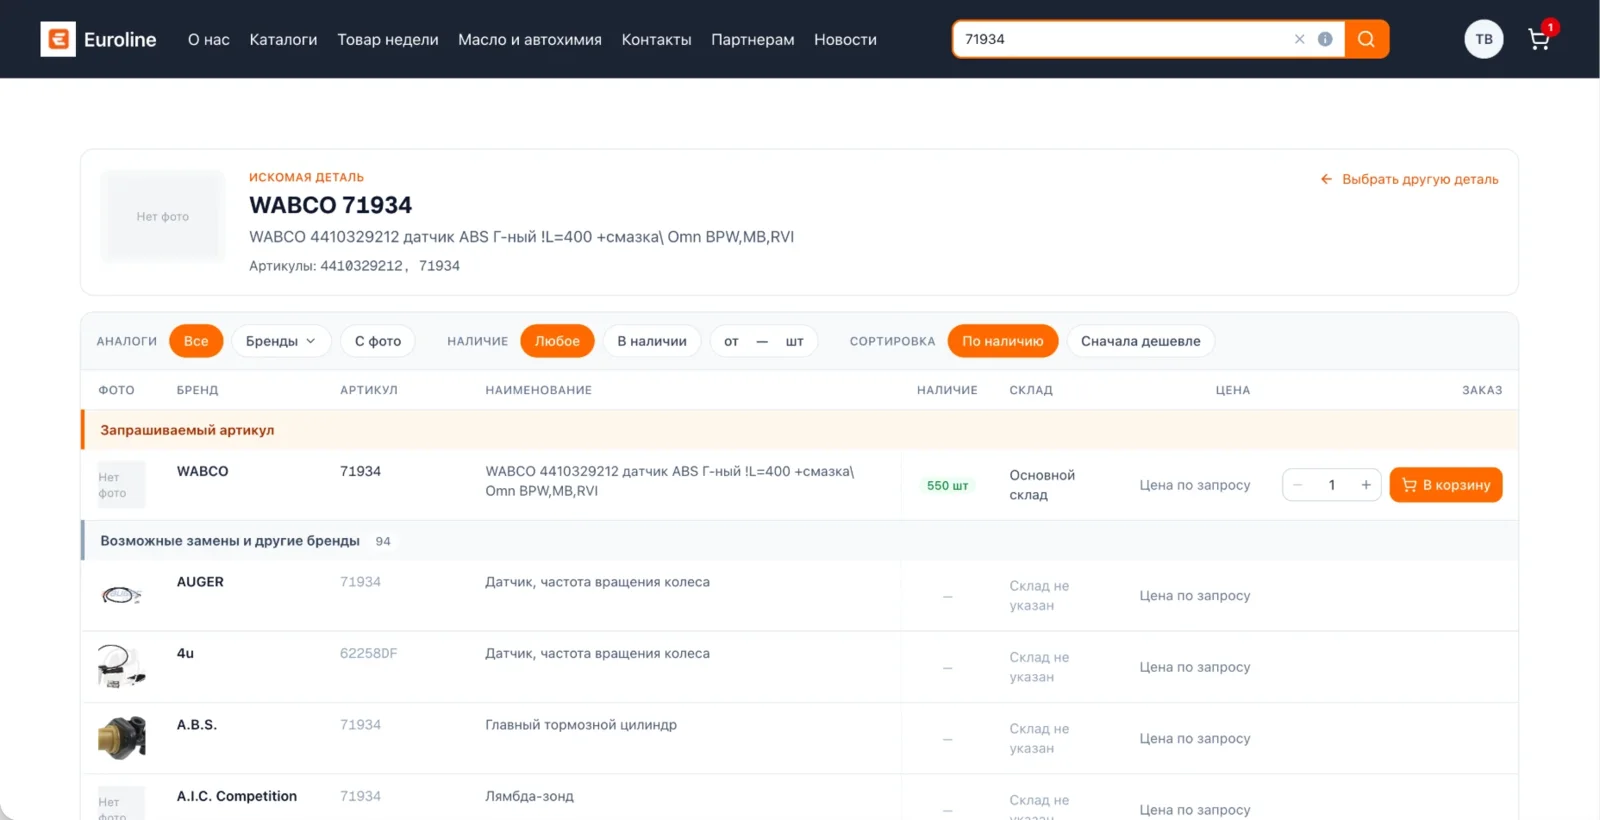 Euroline
О нас
Каталоги
Товар недели
Масло и автохимия
Контакты
Партнерам
Новости
71934
ТВ
1
Нет фото
ИСКОМАЯ ДЕТАЛЬ
WABCO 71934
WABCO 4410329212 датчик ABS Г-ный !L=400 +смазка\ Omn BPW,MB,RVI
Артикулы: 4410329212, 71934
← Выбрать другую деталь
АНАЛОГИ
Все
Бренды
С фото
НАЛИЧИЕ
Любое
В наличии
от — шт
СОРТИРОВКА
По наличию
Сначала дешевле
ФОТО
БРЕНД
АРТИКУЛ
НАИМЕНОВАНИЕ
НАЛИЧИЕ
СКЛАД
ЦЕНА
ЗАКАЗ
Запрашиваемый артикул
Нет
фото
WABCO
71934
WABCO 4410329212 датчик ABS Г-ный !L=400 +смазка\
Omn BPW,MB,RVI
550 шт
Основной
склад
Цена по запросу
− 1 +
В корзину
Возможные замены и другие бренды 94
AUGER
71934
Датчик, частота вращения колеса
—
Склад не
указан
Цена по запросу
4u
62258DF
Датчик, частота вращения колеса
—
Склад не
указан
Цена по запросу
A.B.S.
71934
Главный тормозной цилиндр
—
Склад не
указан
Цена по запросу
Нет
фото
A.I.C. Competition
71934
Лямбда-зонд
—
Склад не
указан
Цена по запросу